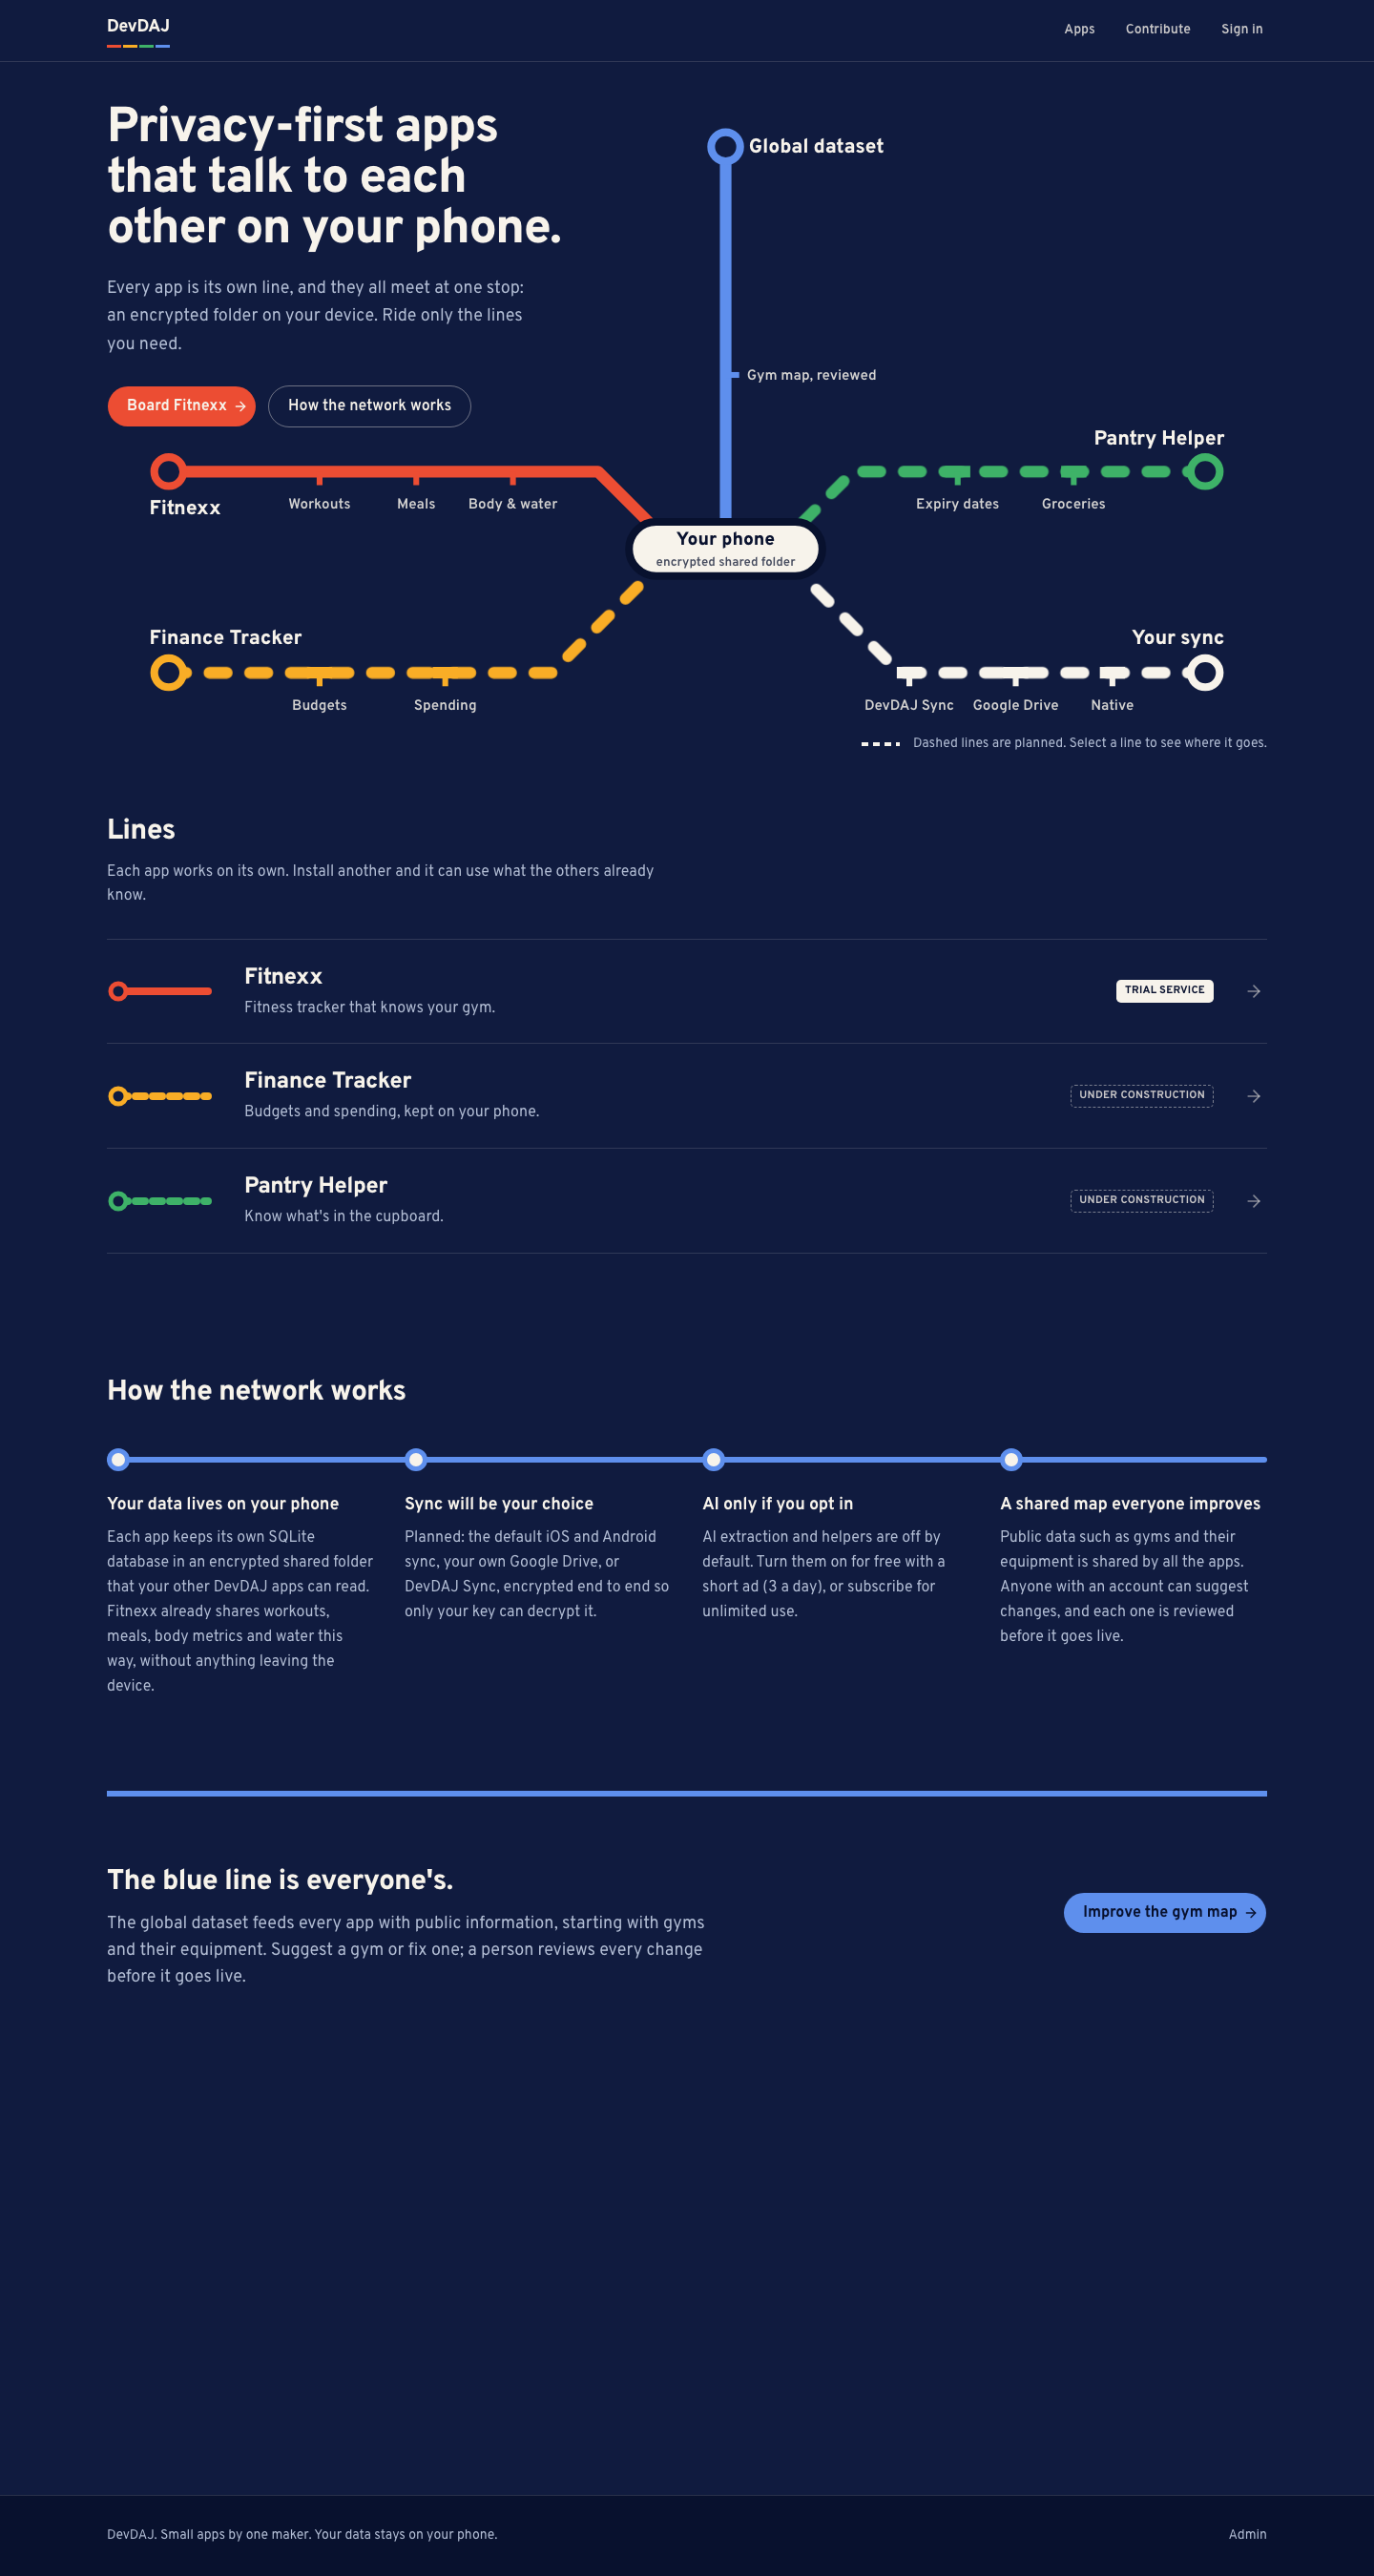 DevDAJ
Apps
Contribute
Sign in
Privacy-first apps
that talk to each
other on your phone.
Every app is its own line, and they all meet at one stop:
an encrypted folder on your device. Ride only the lines
you need.
Board Fitnexx →
How the network works
Global dataset
Gym map, reviewed
Pantry Helper
Expiry dates
Groceries
Fitnexx
Workouts
Meals
Body & water
Your phone
encrypted shared folder
Finance Tracker
Budgets
Spending
Your sync
DevDAJ Sync
Google Drive
Native
Dashed lines are planned. Select a line to see where it goes.
Lines
Each app works on its own. Install another and it can use what the others already
know.
Fitnexx
Fitness tracker that knows your gym.
TRIAL SERVICE
→
Finance Tracker
Budgets and spending, kept on your phone.
UNDER CONSTRUCTION
→
Pantry Helper
Know what's in the cupboard.
UNDER CONSTRUCTION
→
How the network works
Your data lives on your phone
Each app keeps its own SQLite
database in an encrypted shared folder
that your other DevDAJ apps can read.
Fitnexx already shares workouts,
meals, body metrics and water this
way, without anything leaving the
device.
Sync will be your choice
Planned: the default iOS and Android
sync, your own Google Drive, or
DevDAJ Sync, encrypted end to end so
only your key can decrypt it.
AI only if you opt in
AI extraction and helpers are off by
default. Turn them on for free with a
short ad (3 a day), or subscribe for
unlimited use.
A shared map everyone improves
Public data such as gyms and their
equipment is shared by all the apps.
Anyone with an account can suggest
changes, and each one is reviewed
before it goes live.
The blue line is everyone's.
The global dataset feeds every app with public information, starting with gyms
and their equipment. Suggest a gym or fix one; a person reviews every change
before it goes live.
Improve the gym map →
DevDAJ. Small apps by one maker. Your data stays on your phone.
Admin